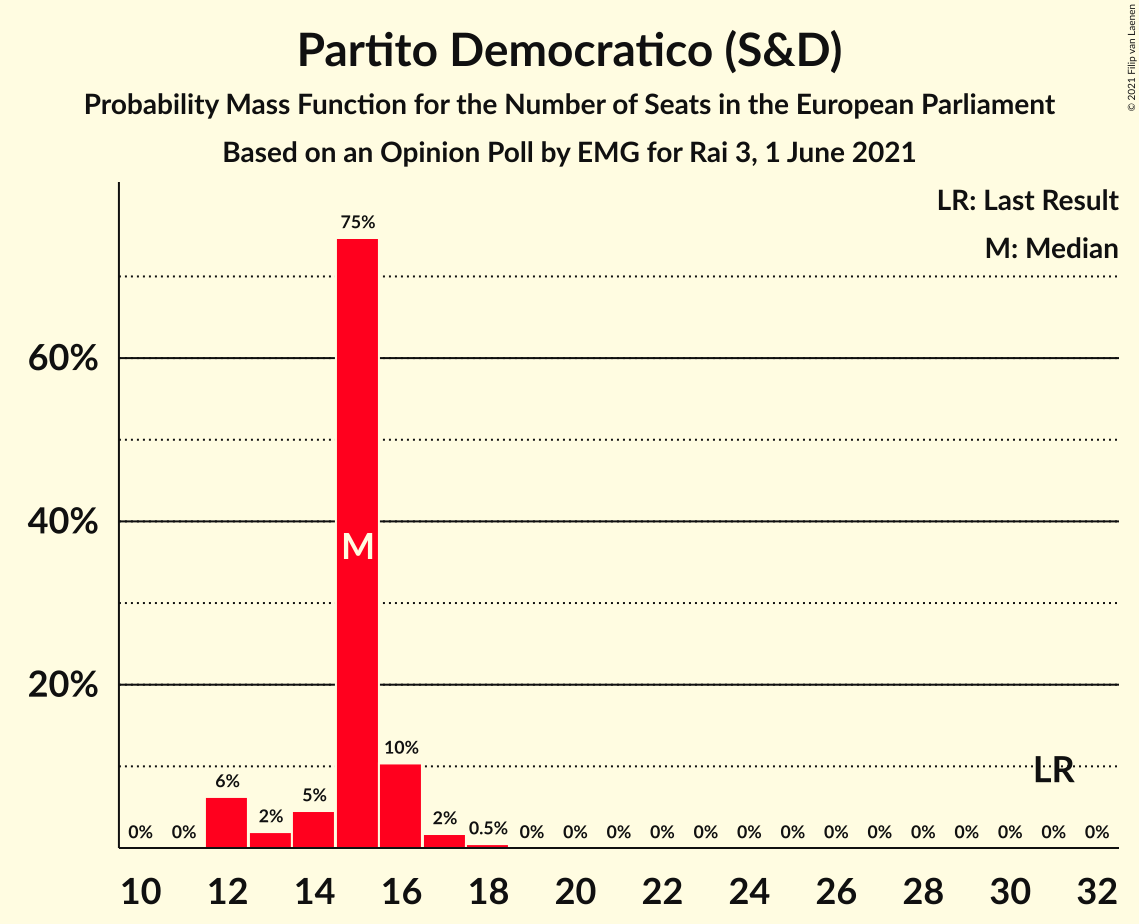 © 2021 Filip van Laenen
Partito Democratico (S&D)
Probability Mass Function for the Number of Seats in the European Parliament
Based on an Opinion Poll by EMG for Rai 3, 1 June 2021
LR: Last Result
M: Median
75%
60%
40%
M
20%
10%
LR
6%
5%
2%
2%
0.5%
0% 0% 0% 0% 0% 0% 0% 0% 0% 0% 0% 0% 0% 0% 0% 0%
10 12 14 16 18 20 22 24 26 28 30 32